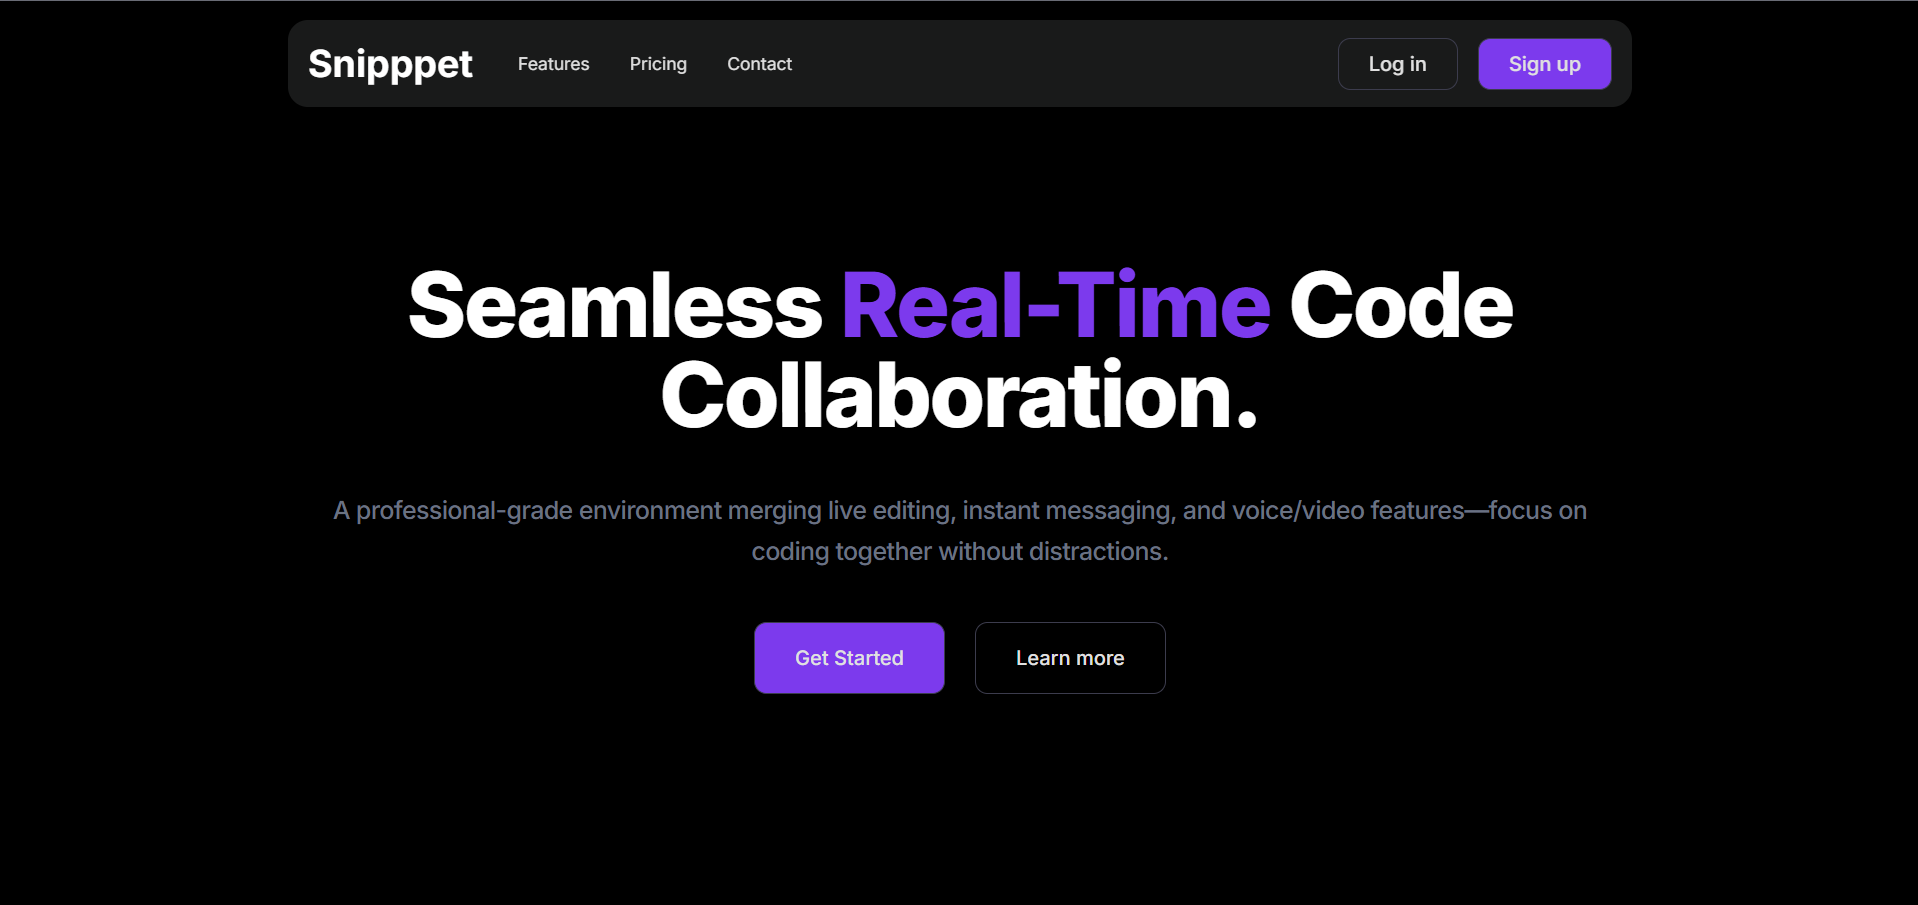 Snipppet
Features
Pricing
Contact
Log in
Sign up
Seamless Real-Time Code
Collaboration.
A professional-grade environment merging live editing, instant messaging, and voice/video features—focus on
coding together without distractions.
Get Started
Learn more